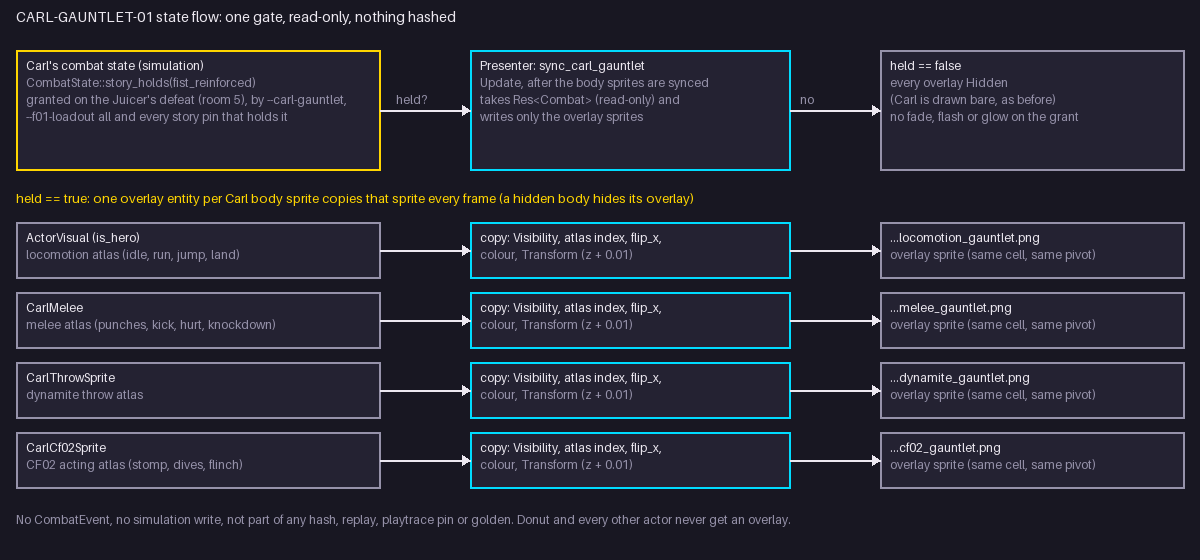 CARL-GAUNTLET-01 state flow: one gate, read-only, nothing hashed
Carl's combat state (simulation)
CombatState::story_holds(fist_reinforced)
granted on the Juicer's defeat (room 5), by –carl-gauntlet,
–f01-loadout all and every story pin that holds it
held?
Presenter: sync_carl_gauntlet
Update, after the body sprites are synced
takes Res<Combat> (read-only) and
writes only the overlay sprites
no
held == false
every overlay Hidden
(Carl is drawn bare, as before)
no fade, flash or glow on the grant
held == true: one overlay entity per Carl body sprite copies that sprite every frame (a hidden body hides its overlay)
ActorVisual (is_hero)
locomotion atlas (idle, run, jump, land)
copy: Visibility, atlas index, flip_x,
colour, Transform (z + 0.01)
...locomotion_gauntlet.png
overlay sprite (same cell, same pivot)
CarlMelee
melee atlas (punches, kick, hurt, knockdown)
copy: Visibility, atlas index, flip_x,
colour, Transform (z + 0.01)
...melee_gauntlet.png
overlay sprite (same cell, same pivot)
CarlThrowSprite
dynamite throw atlas
copy: Visibility, atlas index, flip_x,
colour, Transform (z + 0.01)
...dynamite_gauntlet.png
overlay sprite (same cell, same pivot)
CarlCf02Sprite
CF02 acting atlas (stomp, dives, flinch)
copy: Visibility, atlas index, flip_x,
colour, Transform (z + 0.01)
...cf02_gauntlet.png
overlay sprite (same cell, same pivot)
No CombatEvent, no simulation write, not part of any hash, replay, playtrace pin or golden. Donut and every other actor never get an overlay.